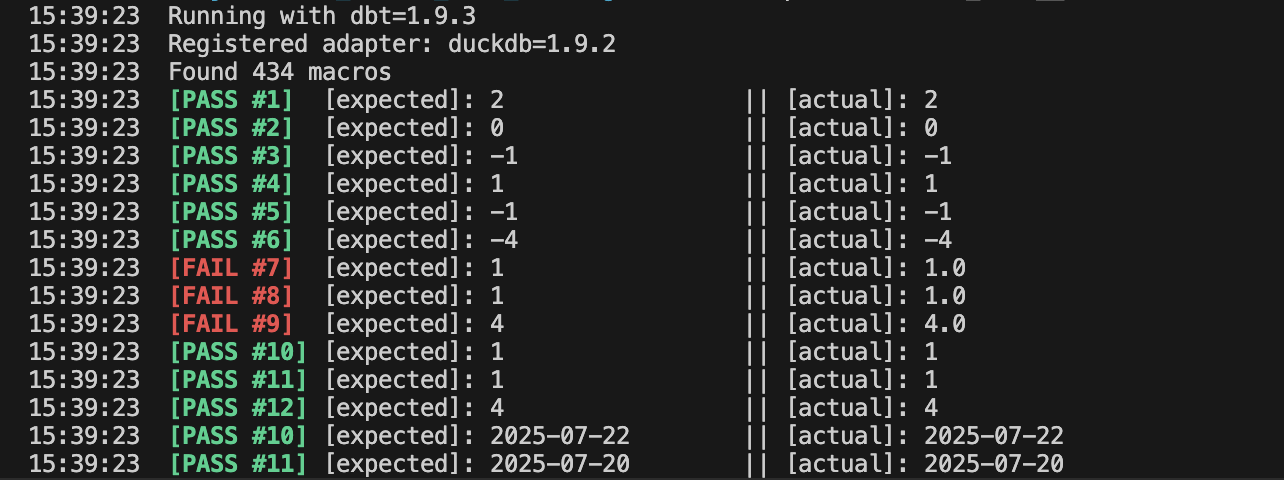 15:39:23  Running with dbt=1.9.3
15:39:23  Registered adapter: duckdb=1.9.2
15:39:23  Found 434 macros
15:39:23  [PASS #1]  [expected]: 2                 || [actual]: 2
15:39:23  [PASS #2]  [expected]: 0                 || [actual]: 0
15:39:23  [PASS #3]  [expected]: -1                || [actual]: -1
15:39:23  [PASS #4]  [expected]: 1                 || [actual]: 1
15:39:23  [PASS #5]  [expected]: -1                || [actual]: -1
15:39:23  [PASS #6]  [expected]: -4                || [actual]: -4
15:39:23  [FAIL #7]  [expected]: 1                 || [actual]: 1.0
15:39:23  [FAIL #8]  [expected]: 1                 || [actual]: 1.0
15:39:23  [FAIL #9]  [expected]: 4                 || [actual]: 4.0
15:39:23  [PASS #10] [expected]: 1                 || [actual]: 1
15:39:23  [PASS #11] [expected]: 1                 || [actual]: 1
15:39:23  [PASS #12] [expected]: 4                 || [actual]: 4
15:39:23  [PASS #10] [expected]: 2025-07-22        || [actual]: 2025-07-22
15:39:23  [PASS #11] [expected]: 2025-07-20        || [actual]: 2025-07-20